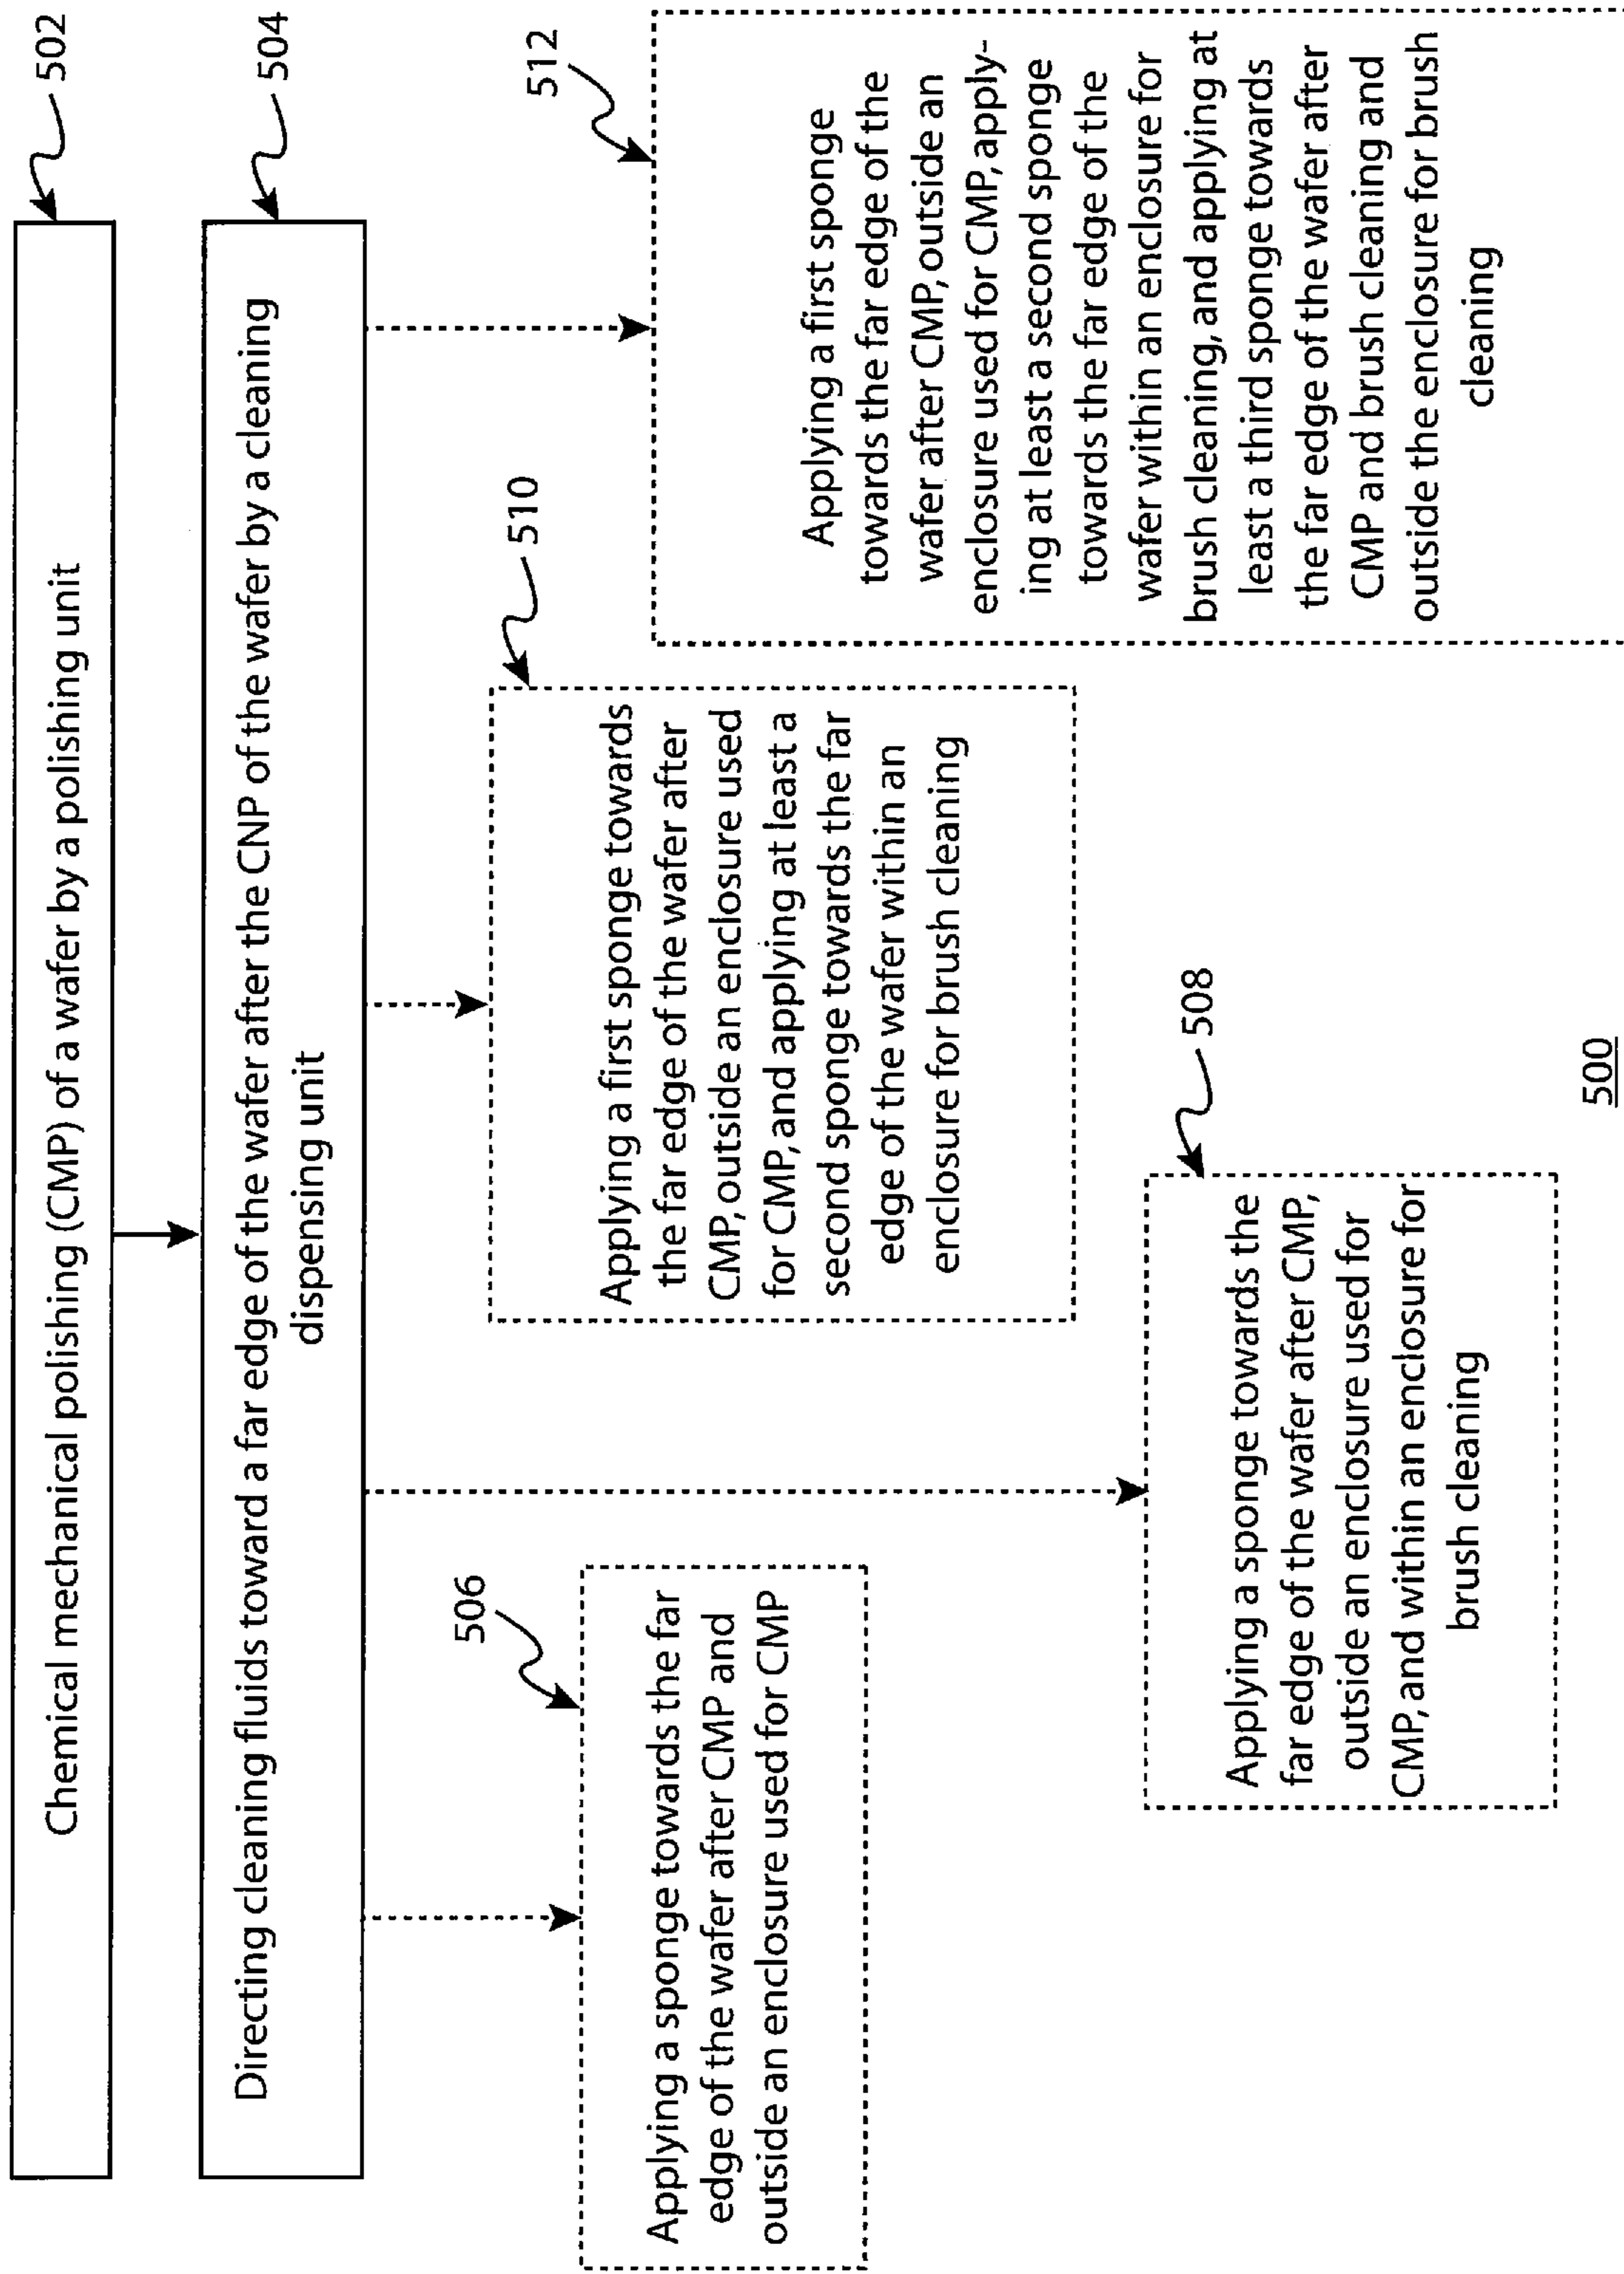 502
Chemical mechanical polishing (CMP) of a wafer by a polishing unit
504
Directing cleaning fluids toward a far edge of the wafer after the CNP of the wafer by a cleaning
dispensing unit
506
Applying a sponge towards the far
edge of the wafer after CMP and
outside an enclosure used for CMP
508
Applying a sponge towards the
far edge of the wafer after CMP,
outside an enclosure used for
CMP, and within an enclosure for
brush cleaning
510
Applying a first sponge towards
the far edge of the wafer after
CMP, outside an enclosure used
for CMP, and applying at least a
second sponge towards the far
edge of the wafer within an
enclosure for brush cleaning
512
Applying a first sponge
towards the far edge of the
wafer after CMP, outside an
enclosure used for CMP, apply-
ing at least a second sponge
towards the far edge of the
wafer within an enclosure for
brush cleaning, and applying at
least a third sponge towards
the far edge of the wafer after
CMP and brush cleaning and
outside the enclosure for brush
cleaning
500